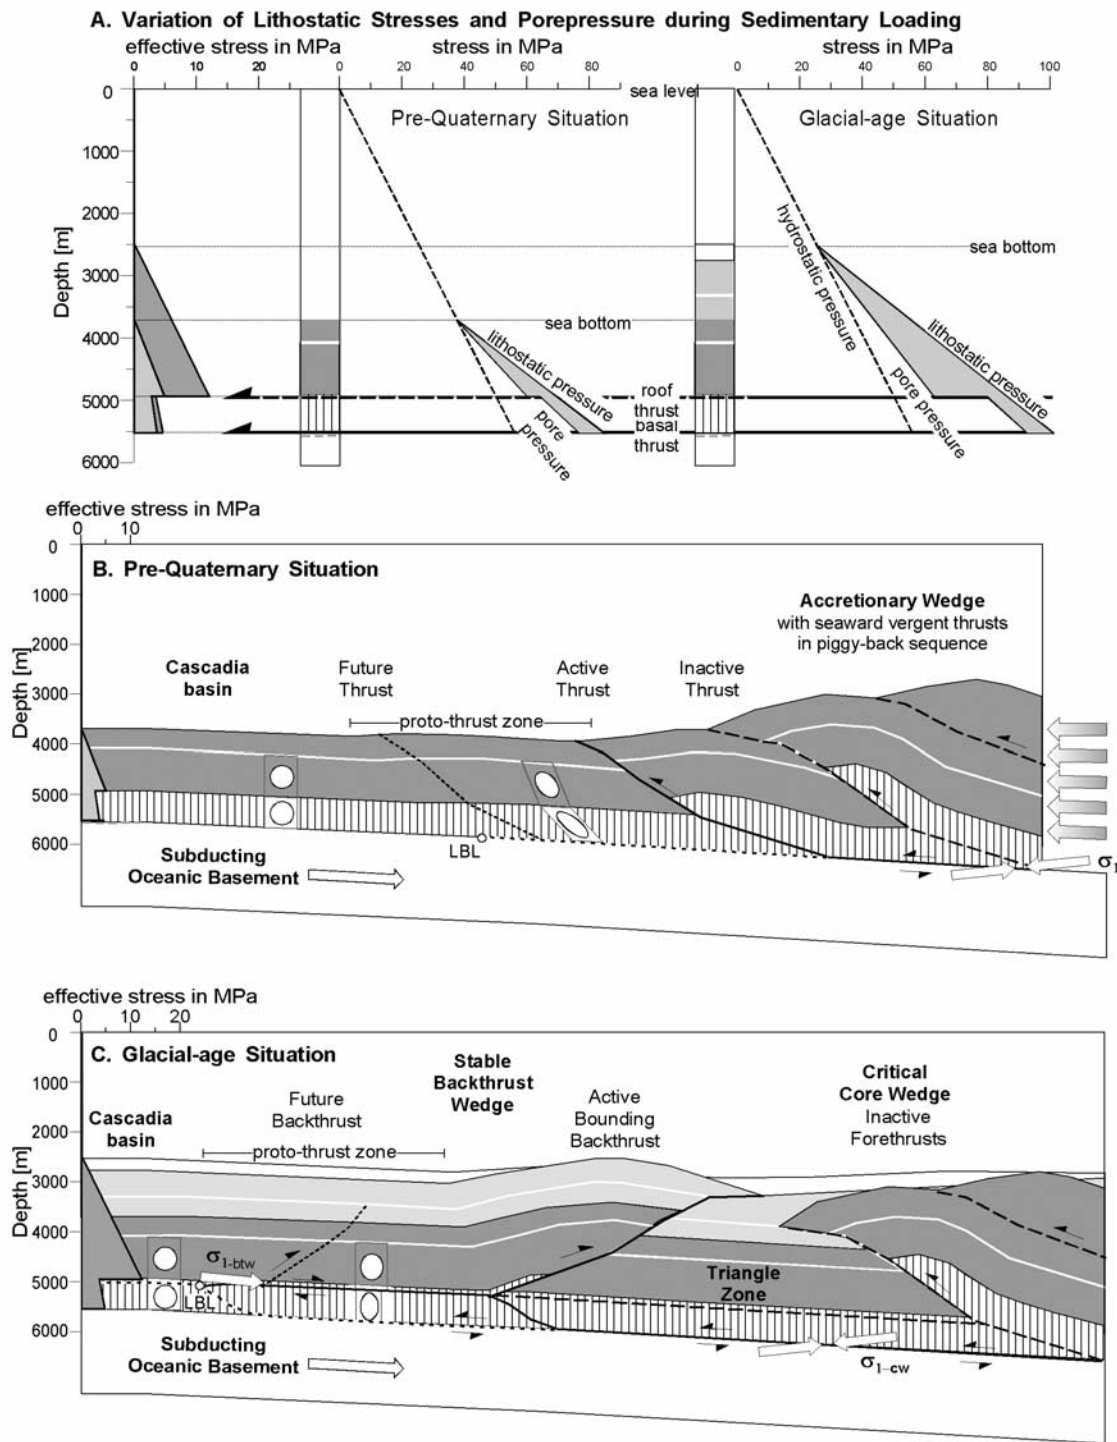 A. Variation of Lithostatic Stresses and Porepressure during Sedimentary Loading
effective stress in MPa
stress in MPa
stress in MPa
0 10 20 0 20 40 60 80
0 20 40 60 80 100
sea level
Pre-Quaternary Situation
Glacial-age Situation
Depth [m]
0
1000
2000
3000
4000
5000
6000
hydrostatic pressure
sea bottom
sea bottom
lithostatic pressure
lithostatic pressure
pore pressure
pore pressure
roof
thrust
basal
thrust
effective stress in MPa
0 10
B. Pre-Quaternary Situation
Depth [m]
0
1000
2000
3000
4000
5000
6000
Accretionary Wedge
with seaward vergent thrusts
in piggy-back sequence
Cascadia
basin
Future
Thrust
Active
Thrust
Inactive
Thrust
proto-thrust zone
LBL
Subducting
Oceanic Basement
σ1
effective stress in MPa
0 10 20
C. Glacial-age Situation
Depth [m]
0
1000
2000
3000
4000
5000
6000
Stable
Backthrust
Wedge
Critical
Core Wedge
Inactive
Forethrusts
Future
Backthrust
Active
Bounding
Backthrust
Cascadia
basin
proto-thrust zone
σ1-btw
LBL
Triangle
Zone
Subducting
Oceanic Basement
σ1-cw